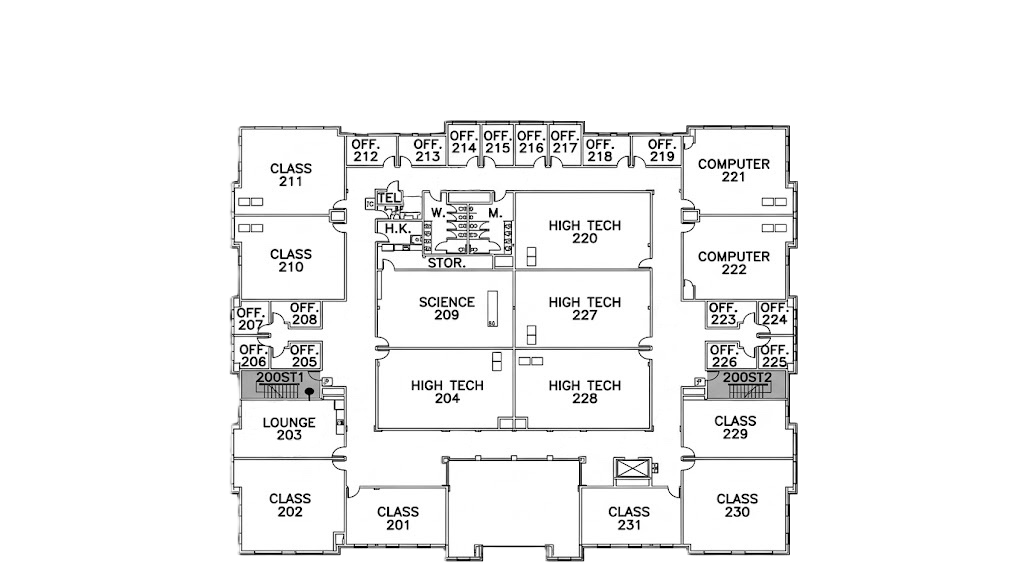 OFF.
212
OFF.
213
OFF.
214
OFF.
215
OFF.
216
OFF.
217
OFF.
218
OFF.
219
CLASS
211
COMPUTER
221
TEL
W.
M.
H.K.
STOR.
HIGH TECH
220
CLASS
210
COMPUTER
222
SCIENCE
209
HIGH TECH
227
OFF.
207
OFF.
208
OFF.
223
OFF.
224
OFF.
206
OFF.
205
OFF.
226
OFF.
225
200ST1
200ST2
HIGH TECH
204
HIGH TECH
228
LOUNGE
203
CLASS
229
CLASS
202
CLASS
201
CLASS
231
CLASS
230